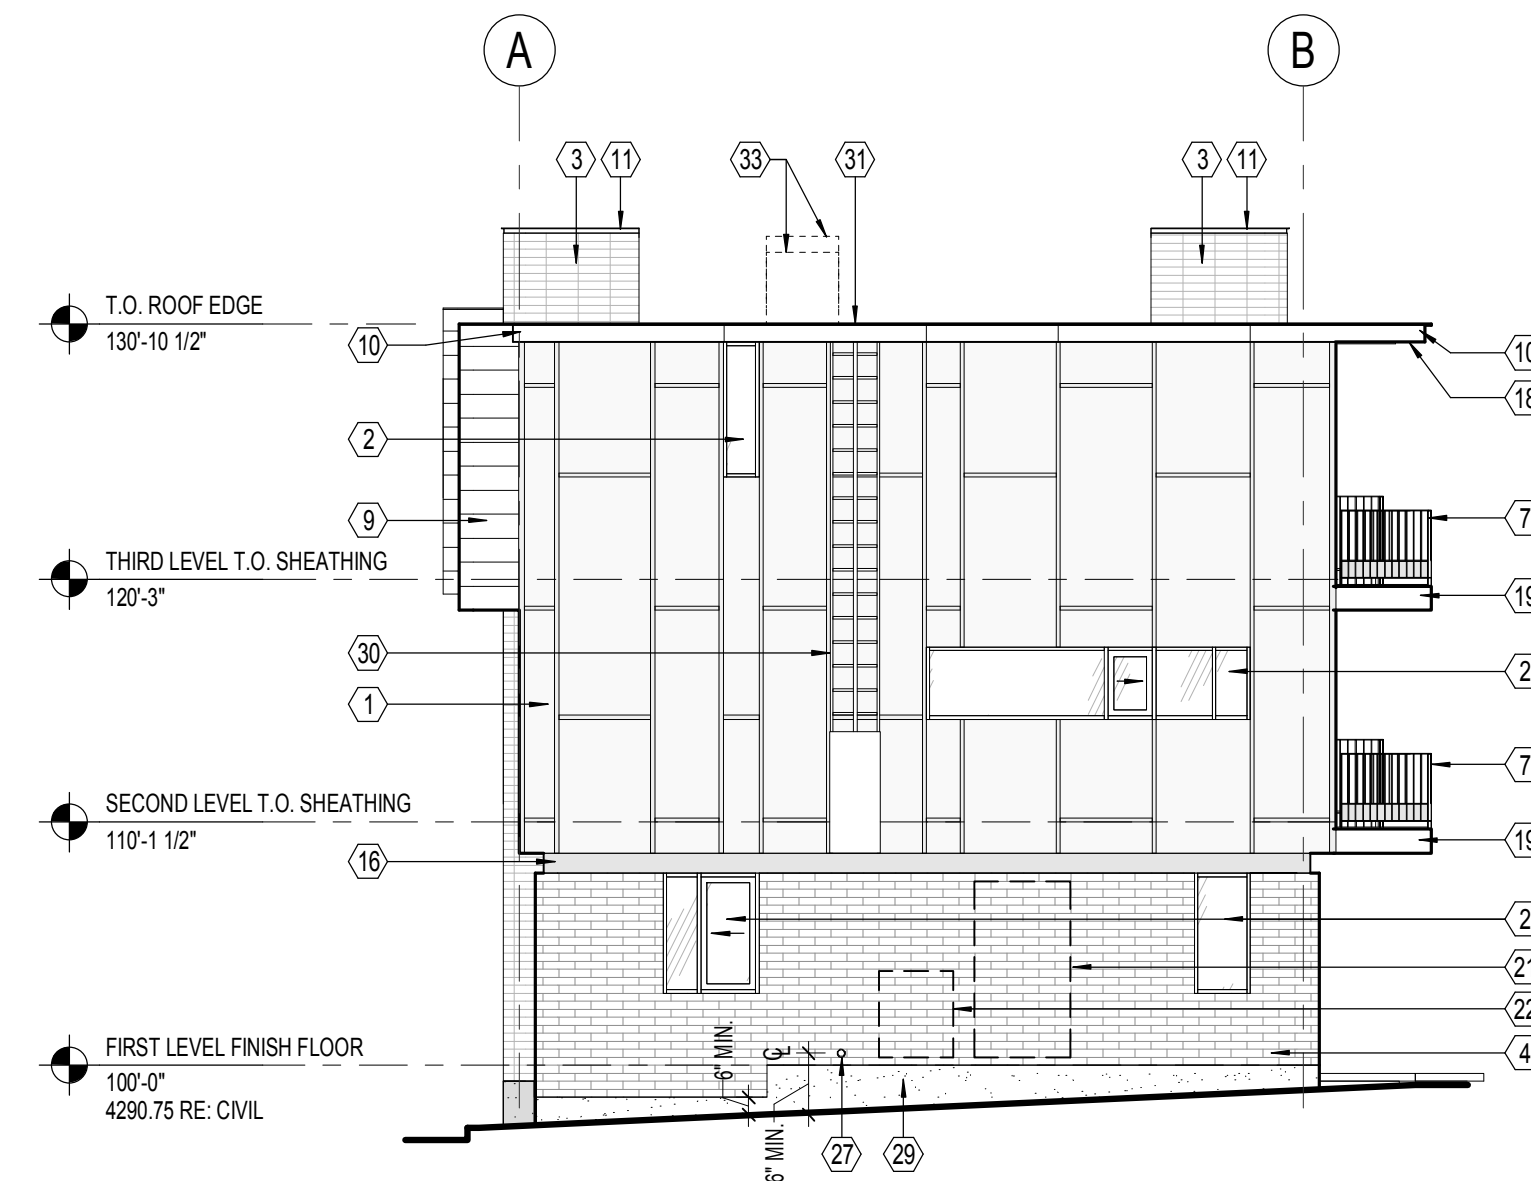 A
B
3
11
33
31
3
11
T.O. ROOF EDGE
130'-10 1/2"
10
10
18
2
9
7
THIRD LEVEL T.O. SHEATHING
120'-3"
19
30
2
1
7
SECOND LEVEL T.O. SHEATHING
110'-1 1/2"
19
16
2
21
22
FIRST LEVEL FINISH FLOOR
100'-0"
4290.75 RE: CIVIL
6" MIN.
CL
4
6" MIN.
27
29